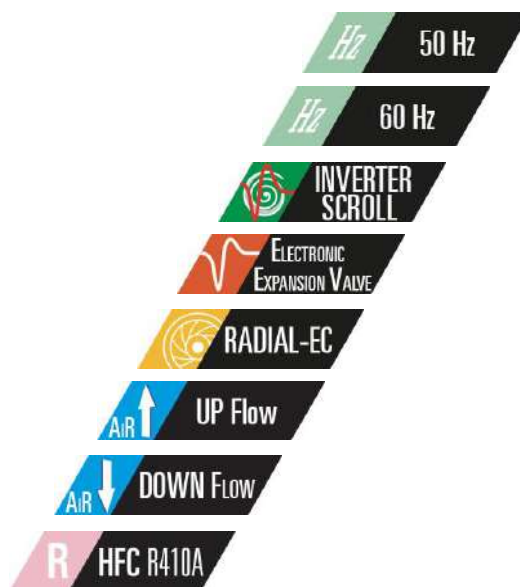 Hz 50 Hz
Hz 60 Hz
INVERTER
SCROLL
ELECTRONIC
EXPANSION VALVE
RADIAL-EC
AIR UP Flow
AIR DOWN FLOW
R HFC R410A